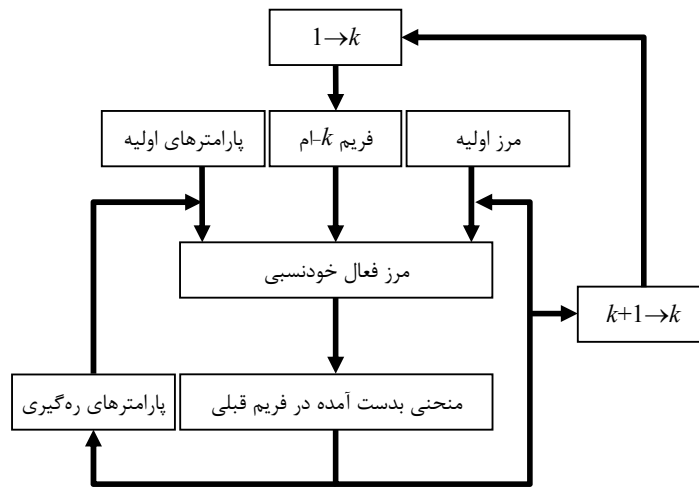 1→k
پارامترهای اولیه
فریم k-ام
مرز اولیه
مرز فعال خودنسبی
k+1→k
پارامترهای ره‌گیری
منحنی بدست آمده در فریم قبلی